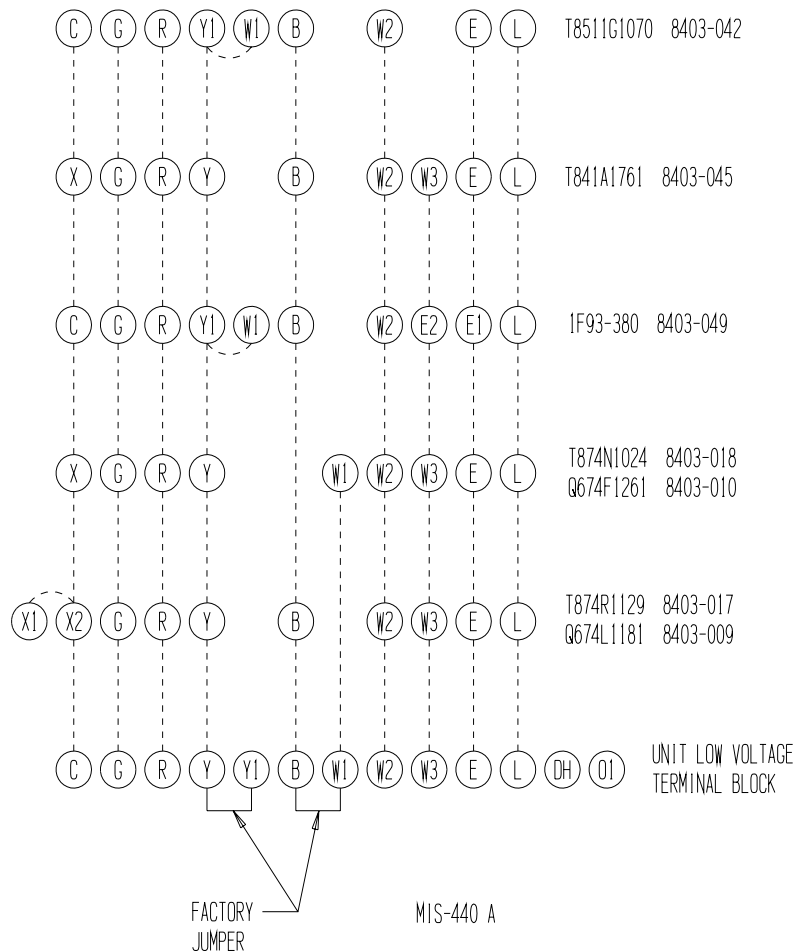 C G R Y1 W1 B W2 E L T8511G1070 8403-042
X G R Y B W2 W3 E L T841A1761 8403-045
C G R Y1 W1 B W2 E2 E1 L 1F93-380 8403-049
X G R Y W1 W2 W3 E L T874N1024 8403-018
Q674F1261 8403-010
X1 X2 G R Y B W2 W3 E L T874R1129 8403-017
Q674L1181 8403-009
C G R Y Y1 B W1 W2 W3 E L DH O1 UNIT LOW VOLTAGE
TERMINAL BLOCK
FACTORY
JUMPER
MIS-440 A